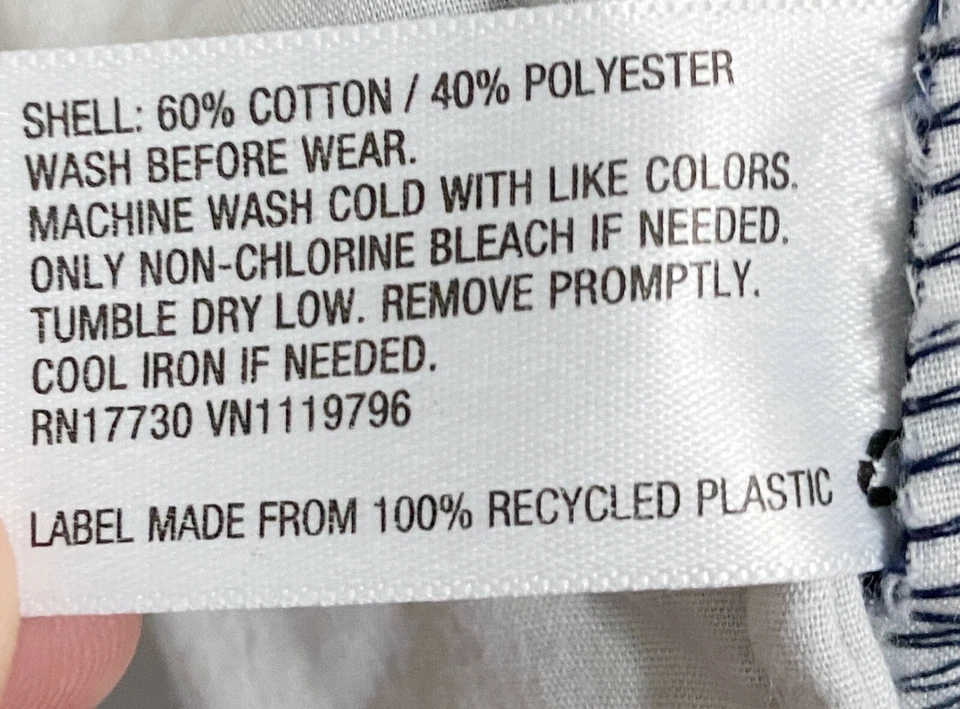 SHELL: 60% COTTON / 40% POLYESTER
WASH BEFORE WEAR.
MACHINE WASH COLD WITH LIKE COLORS.
ONLY NON-CHLORINE BLEACH IF NEEDED.
TUMBLE DRY LOW. REMOVE PROMPTLY.
COOL IRON IF NEEDED.
RN17730 VN1119796
LABEL MADE FROM 100% RECYCLED PLASTIC